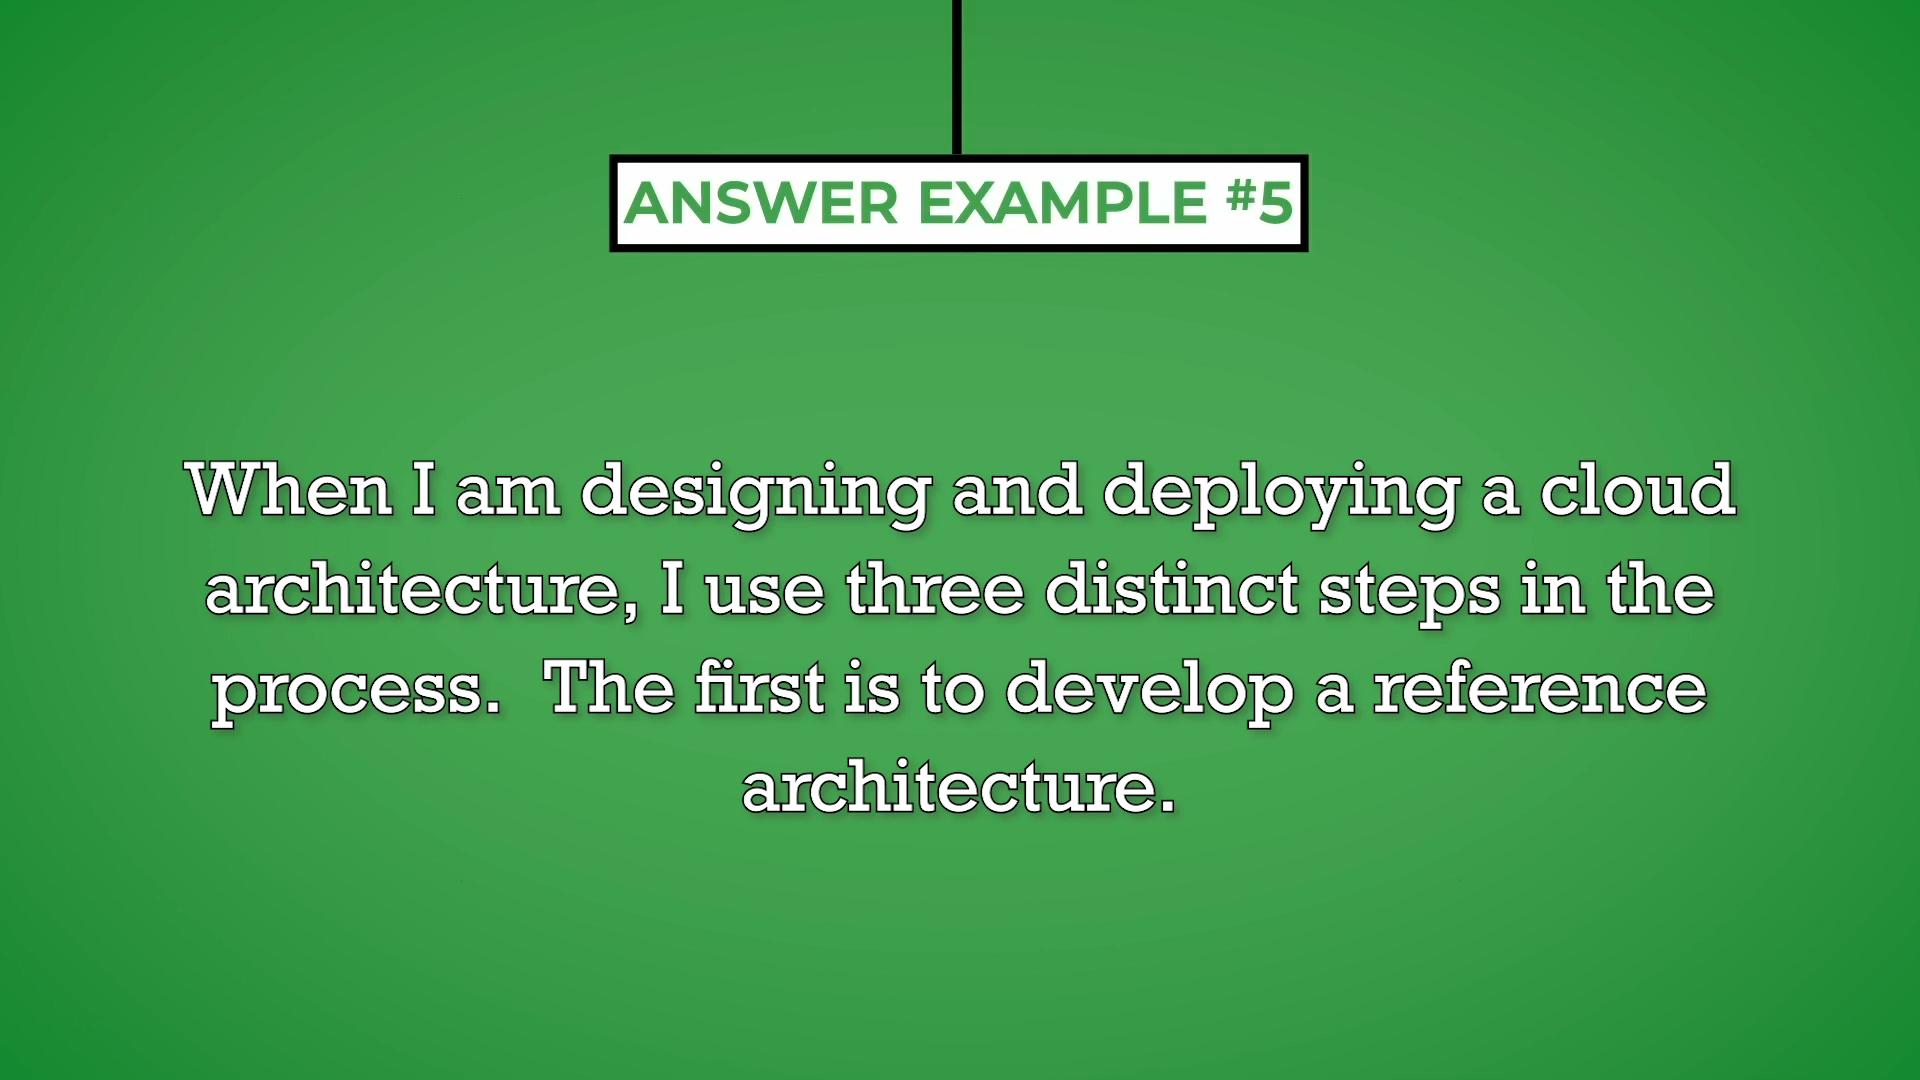 ANSWER EXAMPLE #5
When I am designing and deploying a cloud
architecture, I use three distinct steps in the
process.  The first is to develop a reference
architecture.